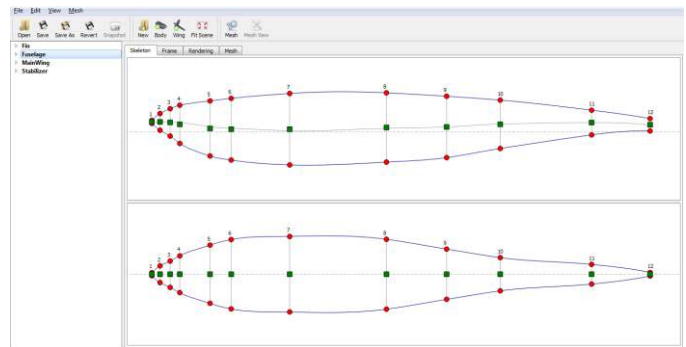 File Edit View Mesh
Open Save Save As Revert Snapshot New Body Wing Fit Scene Mesh Mesh View
Fin
Fuselage
MainWing
Stabilizer
Skeleton Frame Rendering Mesh
1 2 3 4 5 6 7 8 9 10 11 12
1 2 3 4 5 6 7 8 9 10 11 12